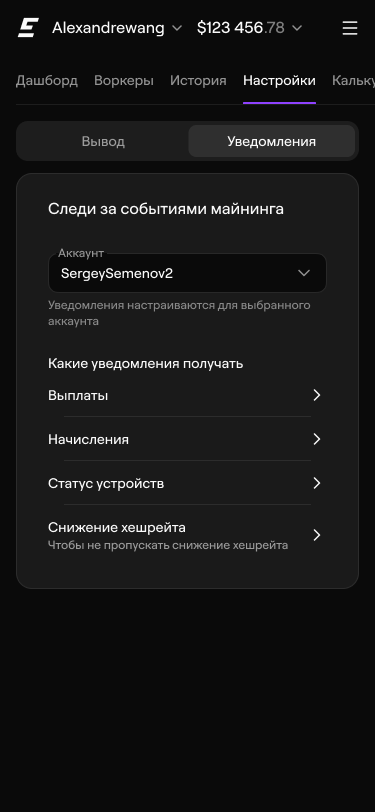 Alexandrewang $123 456.78
Дашборд Воркеры История Настройки Кальку
Вывод Уведомления
Следи за событиями майнинга
Аккаунт
SergeySemenov2
Уведомления настраиваются для выбранного
аккаунта
Какие уведомления получать
Выплаты
Начисления
Статус устройств
Снижение хешрейта
Чтобы не пропускать снижение хешрейта